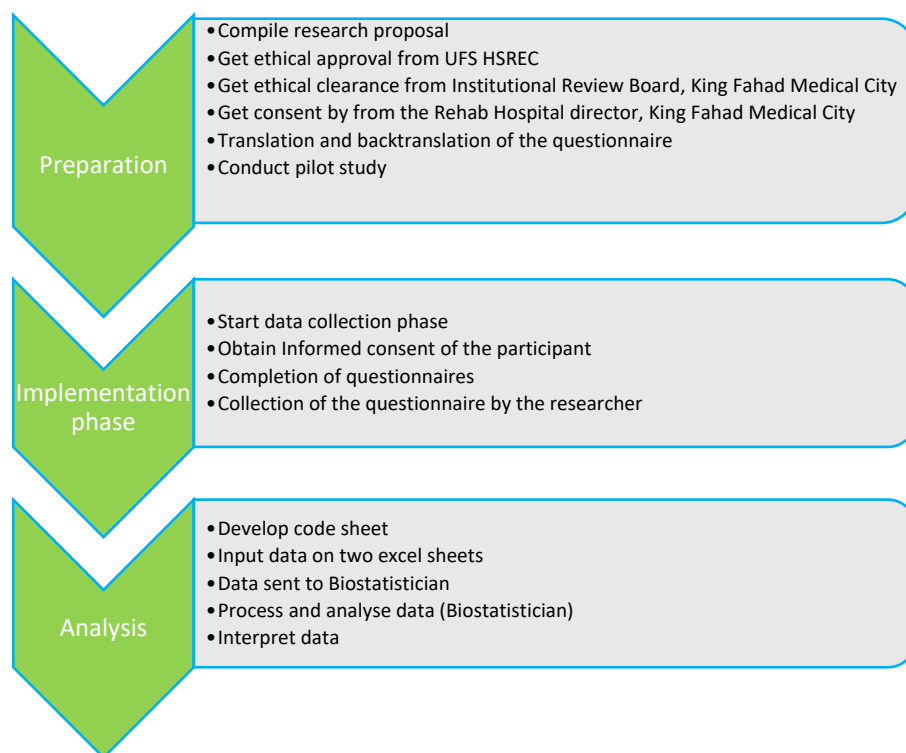 Preparation
•Compile research proposal
•Get ethical approval from UFS HSREC
•Get ethical clearance from Institutional Review Board, King Fahad Medical City
•Get consent by from the Rehab Hospital director, King Fahad Medical City
•Translation and backtranslation of the questionnaire
•Conduct pilot study
Implementation
phase
•Start data collection phase
•Obtain Informed consent of the participant
•Completion of questionnaires
•Collection of the questionnaire by the researcher
Analysis
•Develop code sheet
•Input data on two excel sheets
•Data sent to Biostatistician
•Process and analyse data (Biostatistician)
•Interpret data